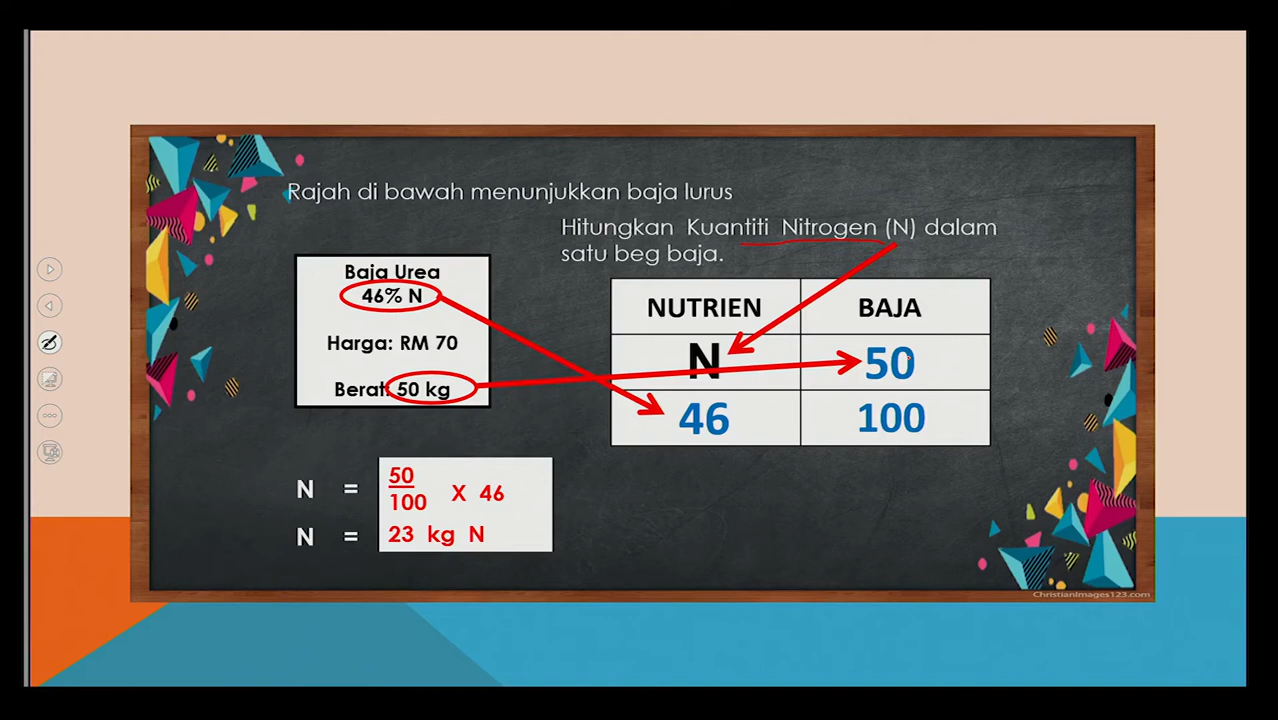 Rajah di bawah menunjukkan baja lurus
Hitungkan Kuantiti Nitrogen (N) dalam
satu beg baja.
Baja Urea
46% N
Harga: RM 70
Berat: 50 kg
NUTRIEN BAJA
N 50
46 100
N = 50
100 X 46
N = 23 kg N
ChristianImages123.com